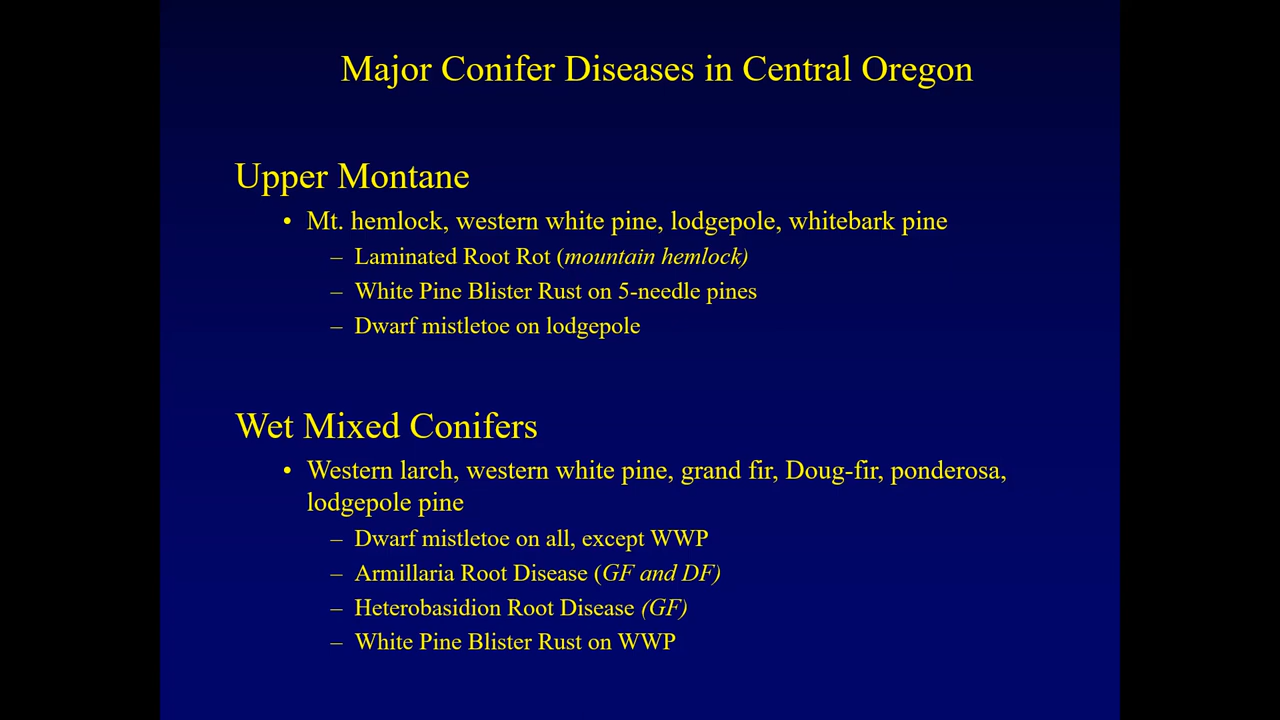 Major Conifer Diseases in Central Oregon
Upper Montane
• Mt. hemlock, western white pine, lodgepole, whitebark pine
– Laminated Root Rot (mountain hemlock)
– White Pine Blister Rust on 5-needle pines
– Dwarf mistletoe on lodgepole
Wet Mixed Conifers
• Western larch, western white pine, grand fir, Doug-fir, ponderosa,
lodgepole pine
– Dwarf mistletoe on all, except WWP
– Armillaria Root Disease (GF and DF)
– Heterobasidion Root Disease (GF)
– White Pine Blister Rust on WWP